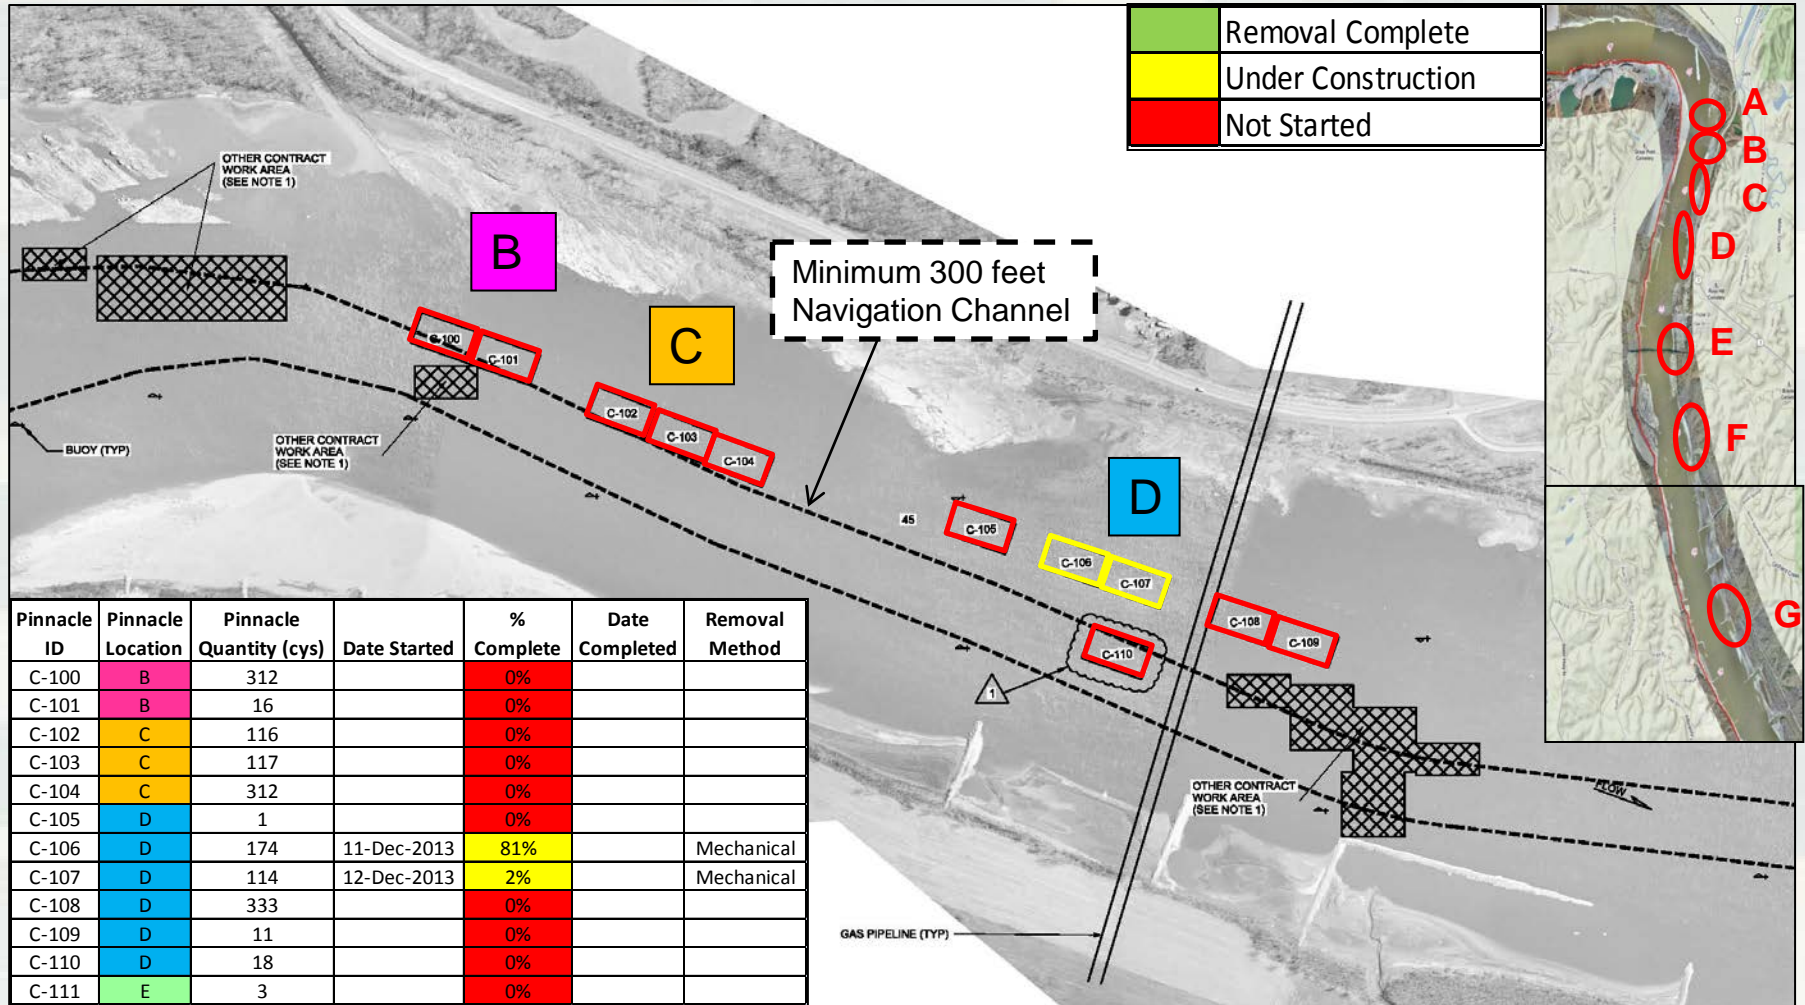 Removal Complete
Under Construction
Not Started
A
B
C
D
E
F
G
OTHER CONTRACT
WORK AREA
(SEE NOTE 1)
B
C
D
Minimum 300 feet
Navigation Channel
C-100
C-101
C-102
C-103
C-104
45
C-105
C-106
C-107
C-108
C-109
C-110
1
BUOY (TYP)
OTHER CONTRACT
WORK AREA
(SEE NOTE 1)
OTHER CONTRACT
WORK AREA
(SEE NOTE 1)
FLOW
GAS PIPELINE (TYP)
Pinnacle ID Pinnacle Location Pinnacle Quantity (cys) Date Started % Complete Date Completed Removal Method
C-100 B 312 0%
C-101 B 16 0%
C-102 C 116 0%
C-103 C 117 0%
C-104 C 312 0%
C-105 D 1 0%
C-106 D 174 11-Dec-2013 81% Mechanical
C-107 D 114 12-Dec-2013 2% Mechanical
C-108 D 333 0%
C-109 D 11 0%
C-110 D 18 0%
C-111 E 3 0%